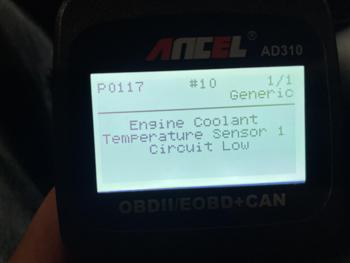 ANCEL® AD310
P0117 #10 1/1
Generic
Engine Coolant
Temperature Sensor 1
Circuit Low
OBDII/EOBD+CAN